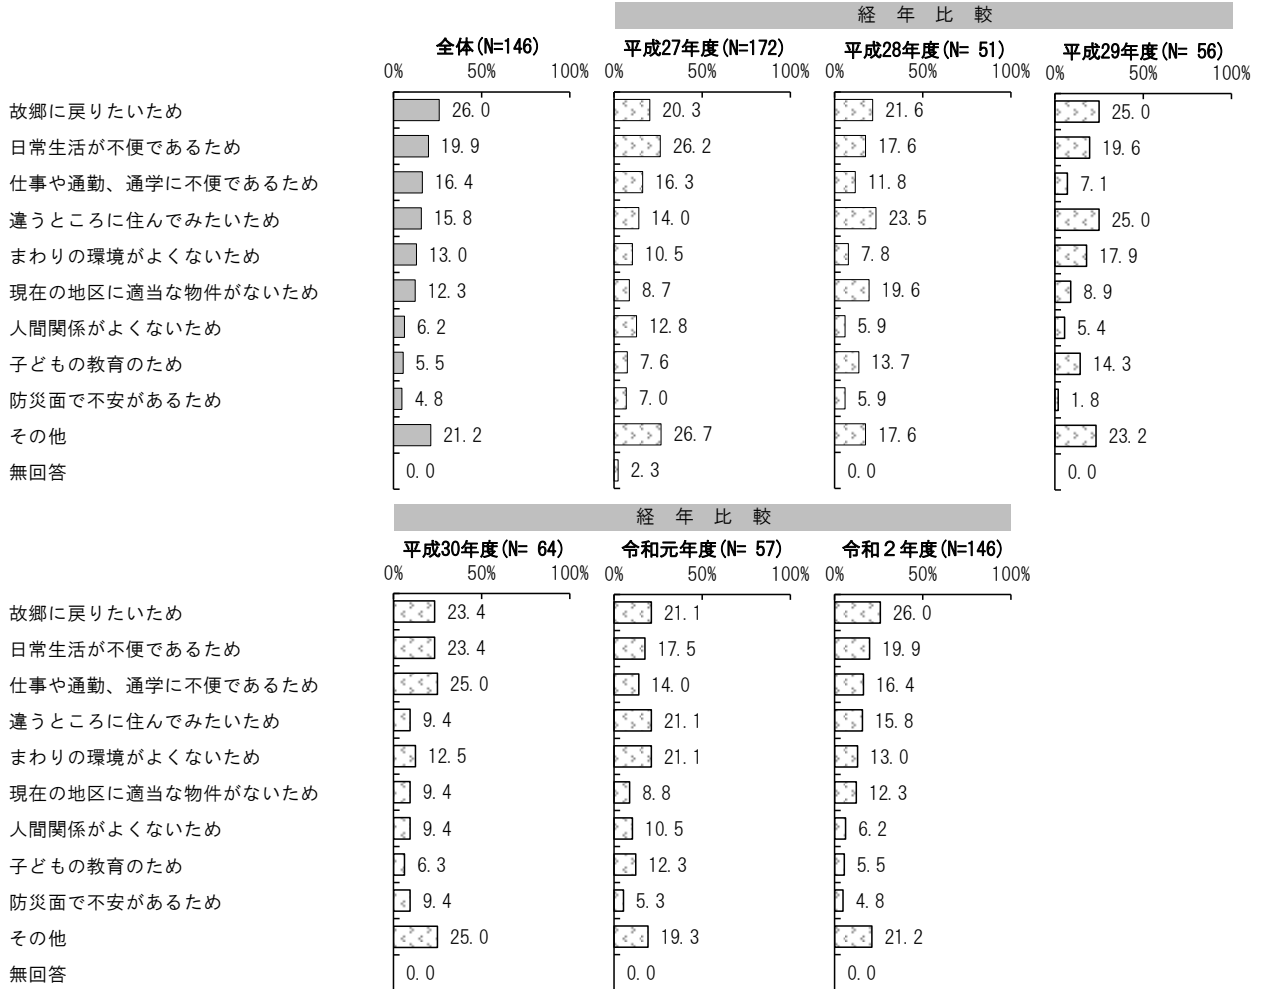 経 年 比 較
全体(N=146) 平成27年度(N=172) 平成28年度(N= 51) 平成29年度(N= 56)
0% 50% 100% 0% 50% 100% 0% 50% 100% 0% 50% 100%
故郷に戻りたいため 26.0 20.3 21.6 25.0
日常生活が不便であるため 19.9 26.2 17.6 19.6
仕事や通勤、通学に不便であるため 16.4 16.3 11.8 7.1
違うところに住んでみたいため 15.8 14.0 23.5 25.0
まわりの環境がよくないため 13.0 10.5 7.8 17.9
現在の地区に適当な物件がないため 12.3 8.7 19.6 8.9
人間関係がよくないため 6.2 12.8 5.9 5.4
子どもの教育のため 5.5 7.6 13.7 14.3
防災面で不安があるため 4.8 7.0 5.9 1.8
その他 21.2 26.7 17.6 23.2
無回答 0.0 2.3 0.0 0.0
経 年 比 較
平成30年度(N= 64) 令和元年度(N= 57) 令和２年度(N=146)
0% 50% 100% 0% 50% 100% 0% 50% 100%
故郷に戻りたいため 23.4 21.1 26.0
日常生活が不便であるため 23.4 17.5 19.9
仕事や通勤、通学に不便であるため 25.0 14.0 16.4
違うところに住んでみたいため 9.4 21.1 15.8
まわりの環境がよくないため 12.5 21.1 13.0
現在の地区に適当な物件がないため 9.4 8.8 12.3
人間関係がよくないため 9.4 10.5 6.2
子どもの教育のため 6.3 12.3 5.5
防災面で不安があるため 9.4 5.3 4.8
その他 25.0 19.3 21.2
無回答 0.0 0.0 0.0